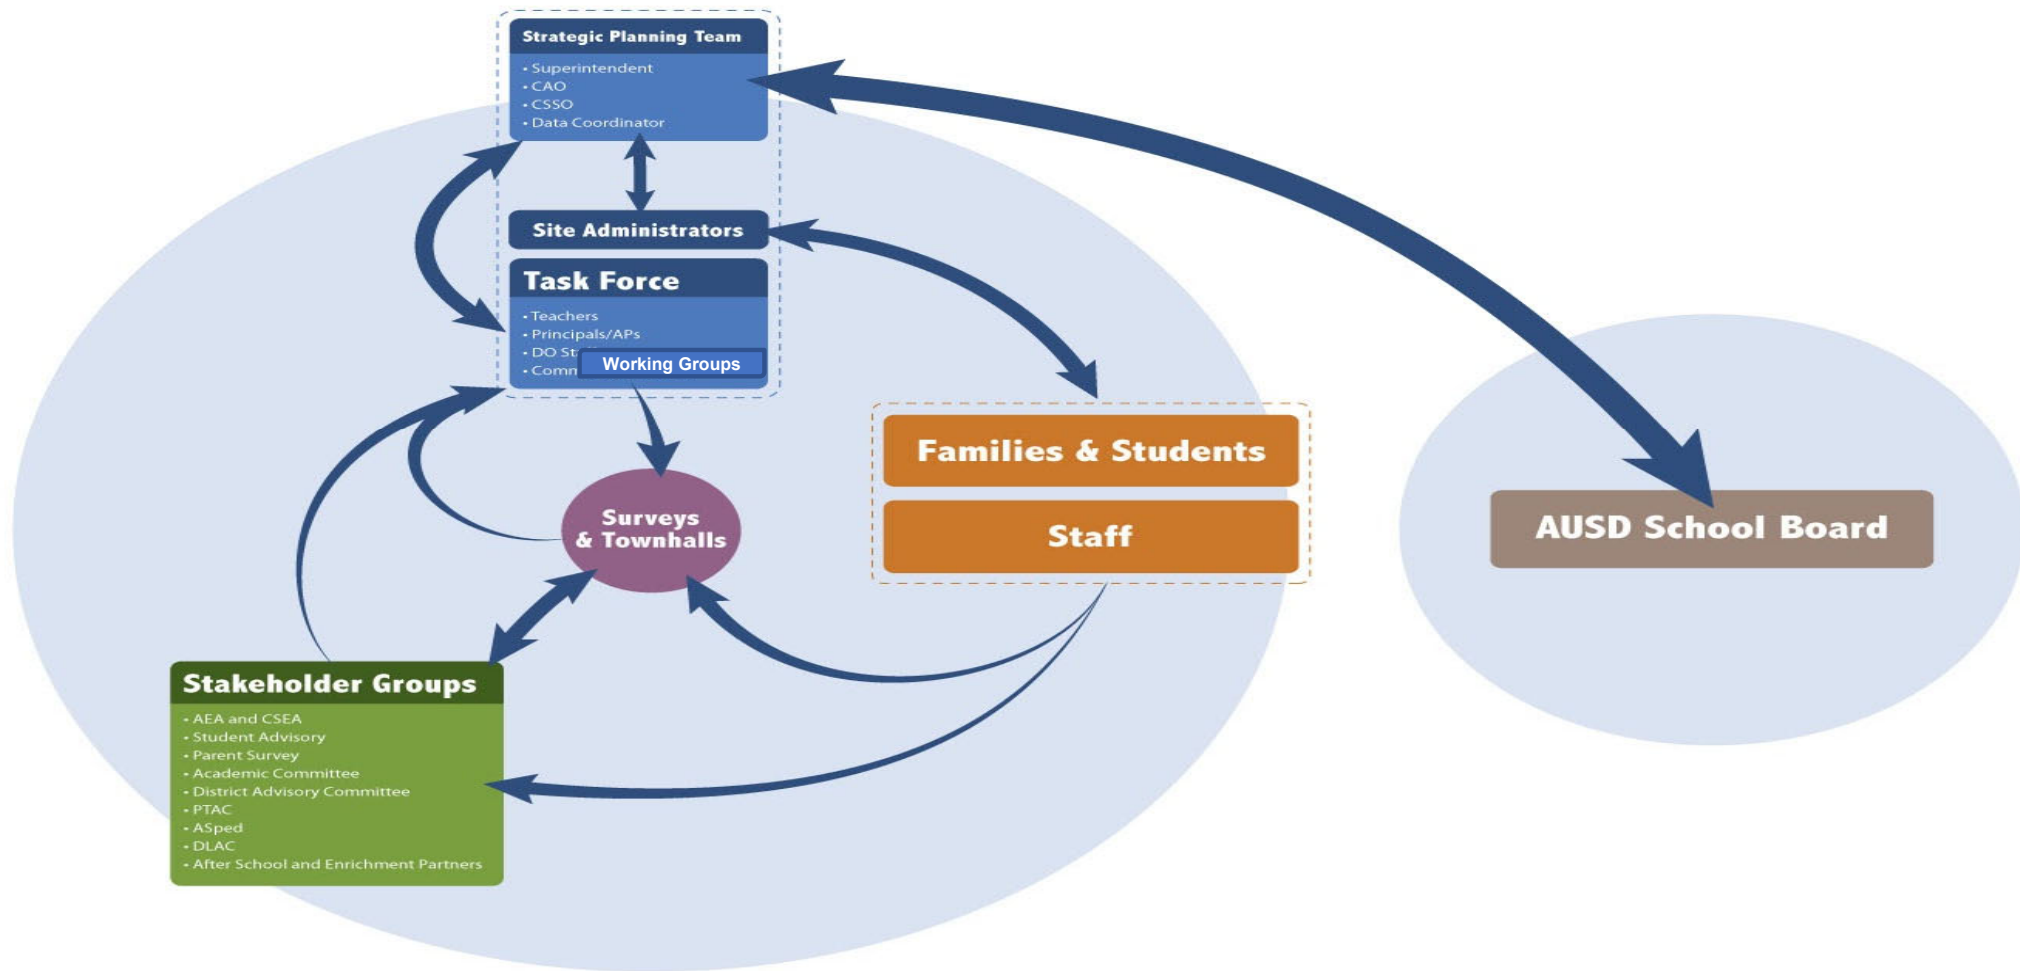 Strategic Planning Team
• Superintendent
• CAO
• CSSO
• Data Coordinator
Site Administrators
Task Force
• Teachers
• Principals/APs
• DO
Working Groups
Families & Students
Staff
Surveys
& Townhalls
AUSD School Board
Stakeholder Groups
• AEA and CSEA
• Student Advisory
• Parent Survey
• Academic Committee
• District Advisory Committee
• PTAC
• ASped
• DLAC
• After School and Enrichment Partners